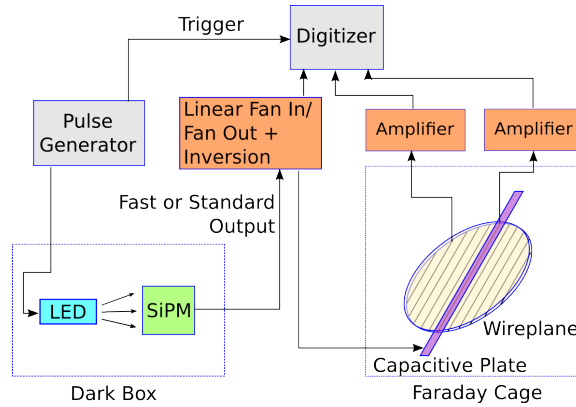 Trigger
Digitizer
Pulse
Generator
Linear Fan In/
Fan Out +
Inversion
Amplifier
Amplifier
Fast or Standard
Output
LED
SiPM
Wireplane
Capacitive Plate
Dark Box
Faraday Cage